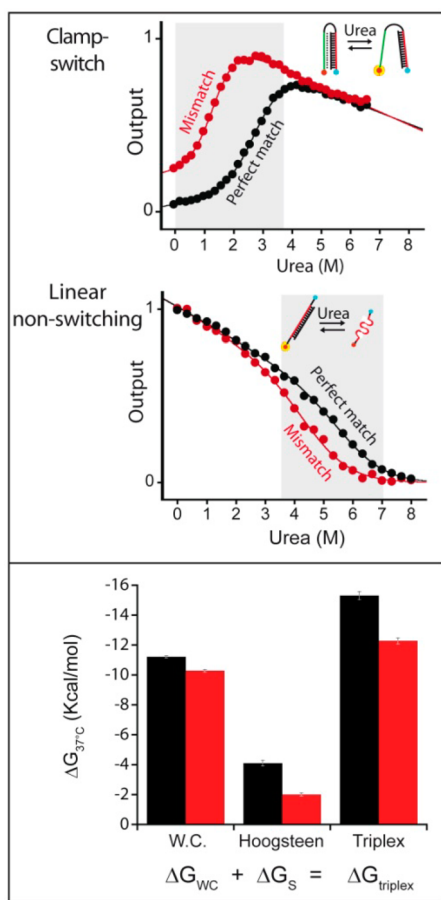 Clamp-
switch
Urea
1
Output
Mismatch
Perfect match
0
0 1 2 3 4 5 6 7 8
Urea (M)
Linear
non-switching
1
Urea
Output
Perfect match
Mismatch
0
0 1 2 3 4 5 6 7 8
Urea (M)
-16
-14
-12
-10
-8
-6
-4
-2
0
ΔG37°C (Kcal/mol)
W.C. Hoogsteen Triplex
ΔGWC + ΔGS = ΔGtriplex